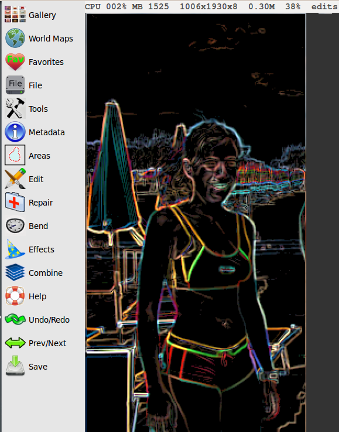 CPU 002% MB 1525 1006x1930x8 0.30M 38% edits
Gallery
World Maps
Favorites
File
File
Tools
Metadata
Areas
Edit
Repair
Bend
Effects
Combine
Help
Undo/Redo
Prev/Next
Save